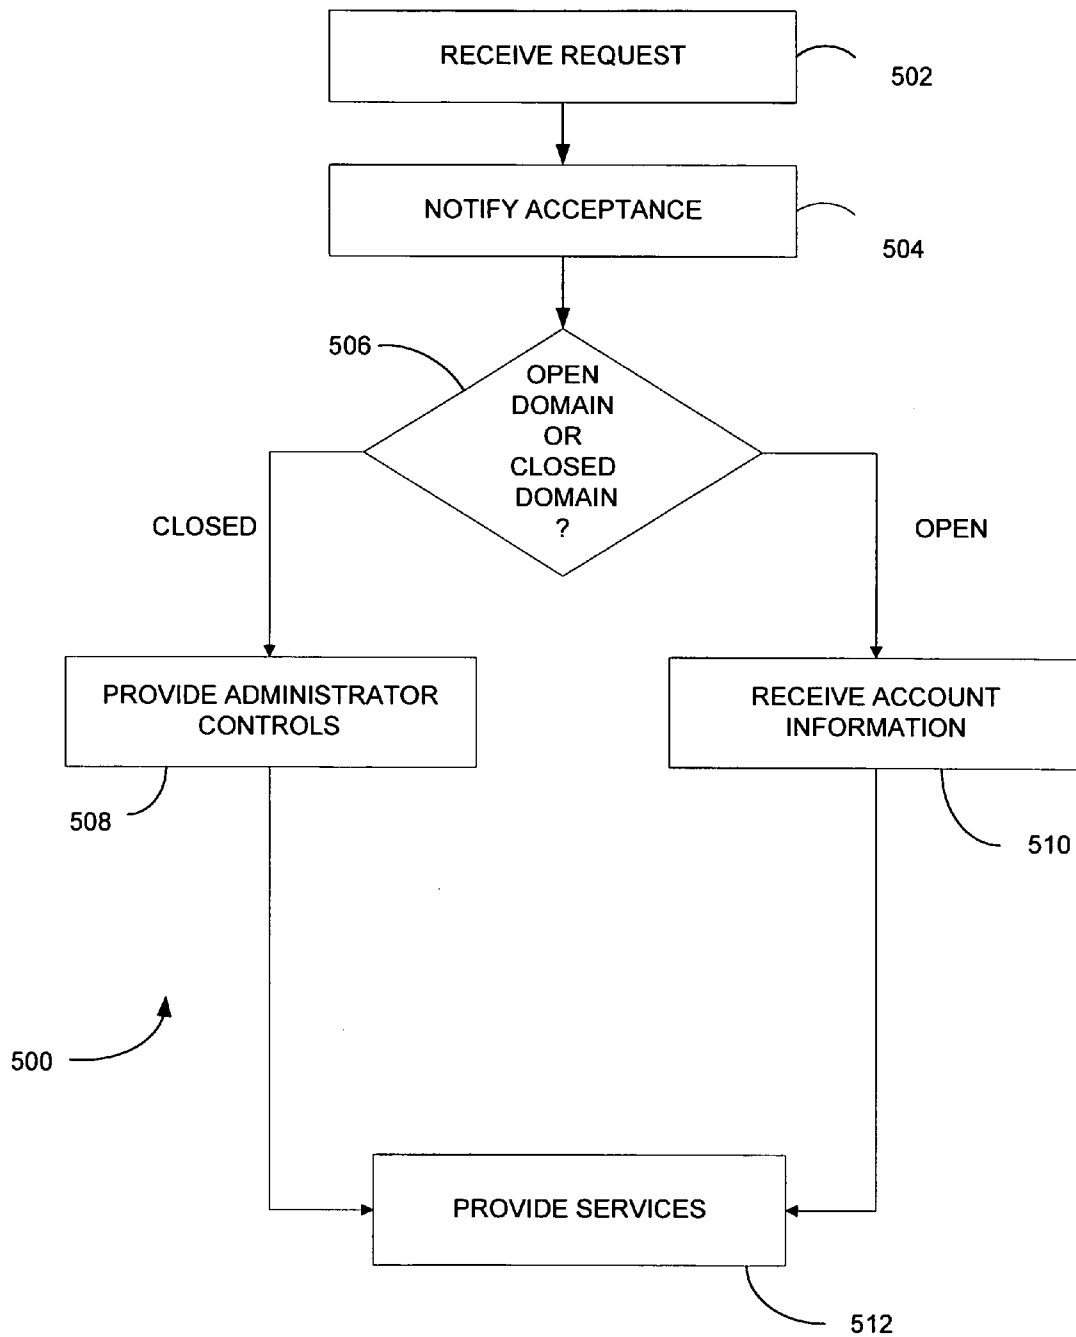 RECEIVE REQUEST
502
NOTIFY ACCEPTANCE
504
506
OPEN
DOMAIN
OR
CLOSED
DOMAIN
?
CLOSED
OPEN
PROVIDE ADMINISTRATOR
CONTROLS
508
RECEIVE ACCOUNT
INFORMATION
510
500
PROVIDE SERVICES
512